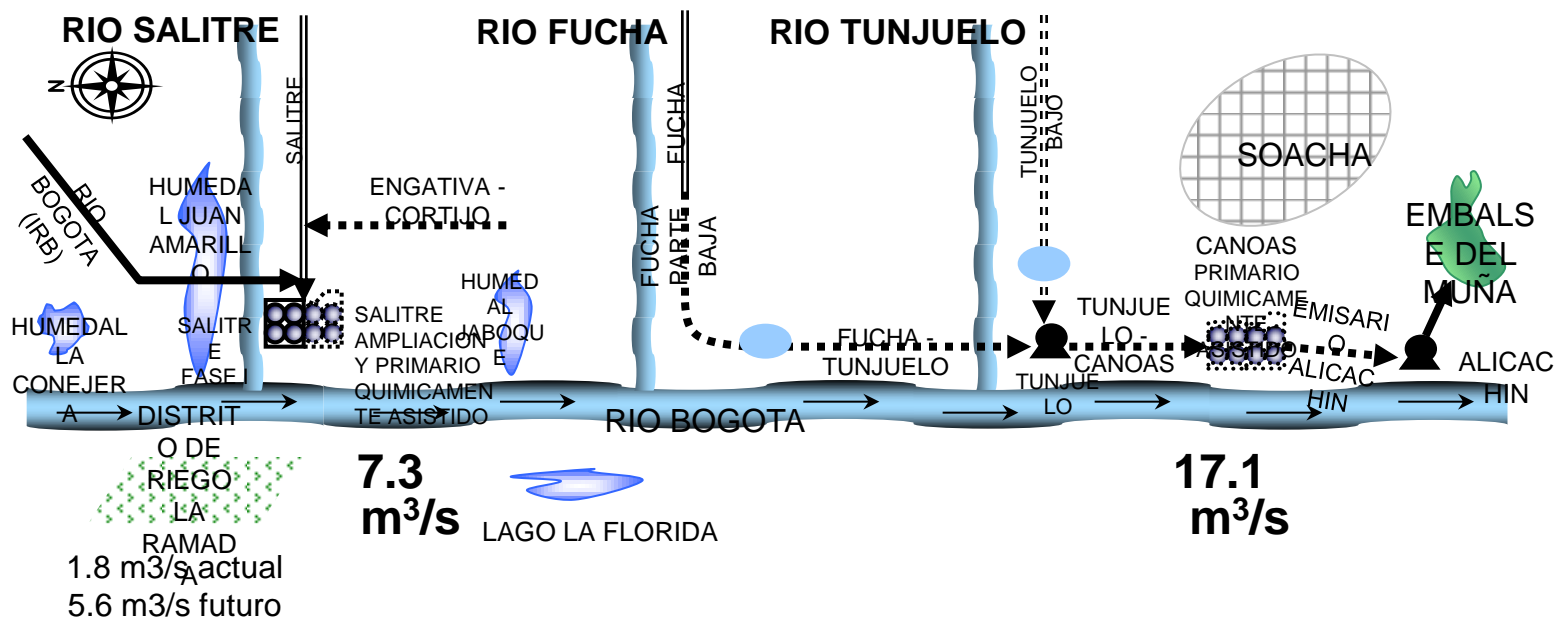 RIO SALITRE
RIO FUCHA
RIO TUNJUELO
N
SALITRE
FUCHA
TUNJUELO
BAJO
RIO
BOGOTA
(IRB)
HUMEDA
L JUAN
AMARILL
O
ENGATIVA -
CORTIJO
FUCHA
PARTE
BAJA
SOACHA
EMBALS
E DEL
MUÑA
HUMEDAL
LA
CONEJER
A
SALITR
E
FASE I
SALITRE
AMPLIACION
Y PRIMARIO
QUIMICAMEN
TE ASISTIDO
HUMED
AL
JABOQU
E
FUCHA -
TUNJUELO
TUNJUE
LO -
CANOAS
TUNJUE
LO
CANOAS
PRIMARIO
QUIMICAME
NTE
ASISTIDO
EMISARI
O
ALICAC
HIN
ALICAC
HIN
RIO BOGOTA
DISTRIT
O DE
RIEGO
LA
RAMAD
A
7.3
m³/s
LAGO LA FLORIDA
17.1
m³/s
1.8 m3/s actual
5.6 m3/s futuro